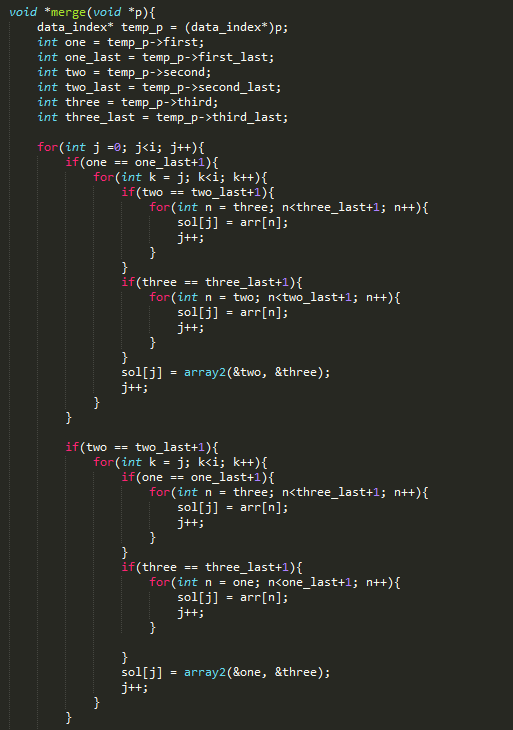 void *merge(void *p){
    data_index* temp_p = (data_index*)p;
    int one = temp_p->first;
    int one_last = temp_p->first_last;
    int two = temp_p->second;
    int two_last = temp_p->second_last;
    int three = temp_p->third;
    int three_last = temp_p->third_last;

    for(int j =0; j<i; j++){
        if(one == one_last+1){
            for(int k = j; k<i; k++){
                if(two == two_last+1){
                    for(int n = three; n<three_last+1; n++){
                        sol[j] = arr[n];
                        j++;
                    }
                }
                if(three == three_last+1){
                    for(int n = two; n<two_last+1; n++){
                        sol[j] = arr[n];
                        j++;
                    }
                }
                sol[j] = array2(&two, &three);
                j++;
            }
        }

        if(two == two_last+1){
            for(int k = j; k<i; k++){
                if(one == one_last+1){
                    for(int n = three; n<three_last+1; n++){
                        sol[j] = arr[n];
                        j++;
                    }
                }
                if(three == three_last+1){
                    for(int n = one; n<one_last+1; n++){
                        sol[j] = arr[n];
                        j++;
                    }

                }
                sol[j] = array2(&one, &three);
                j++;
            }
        }